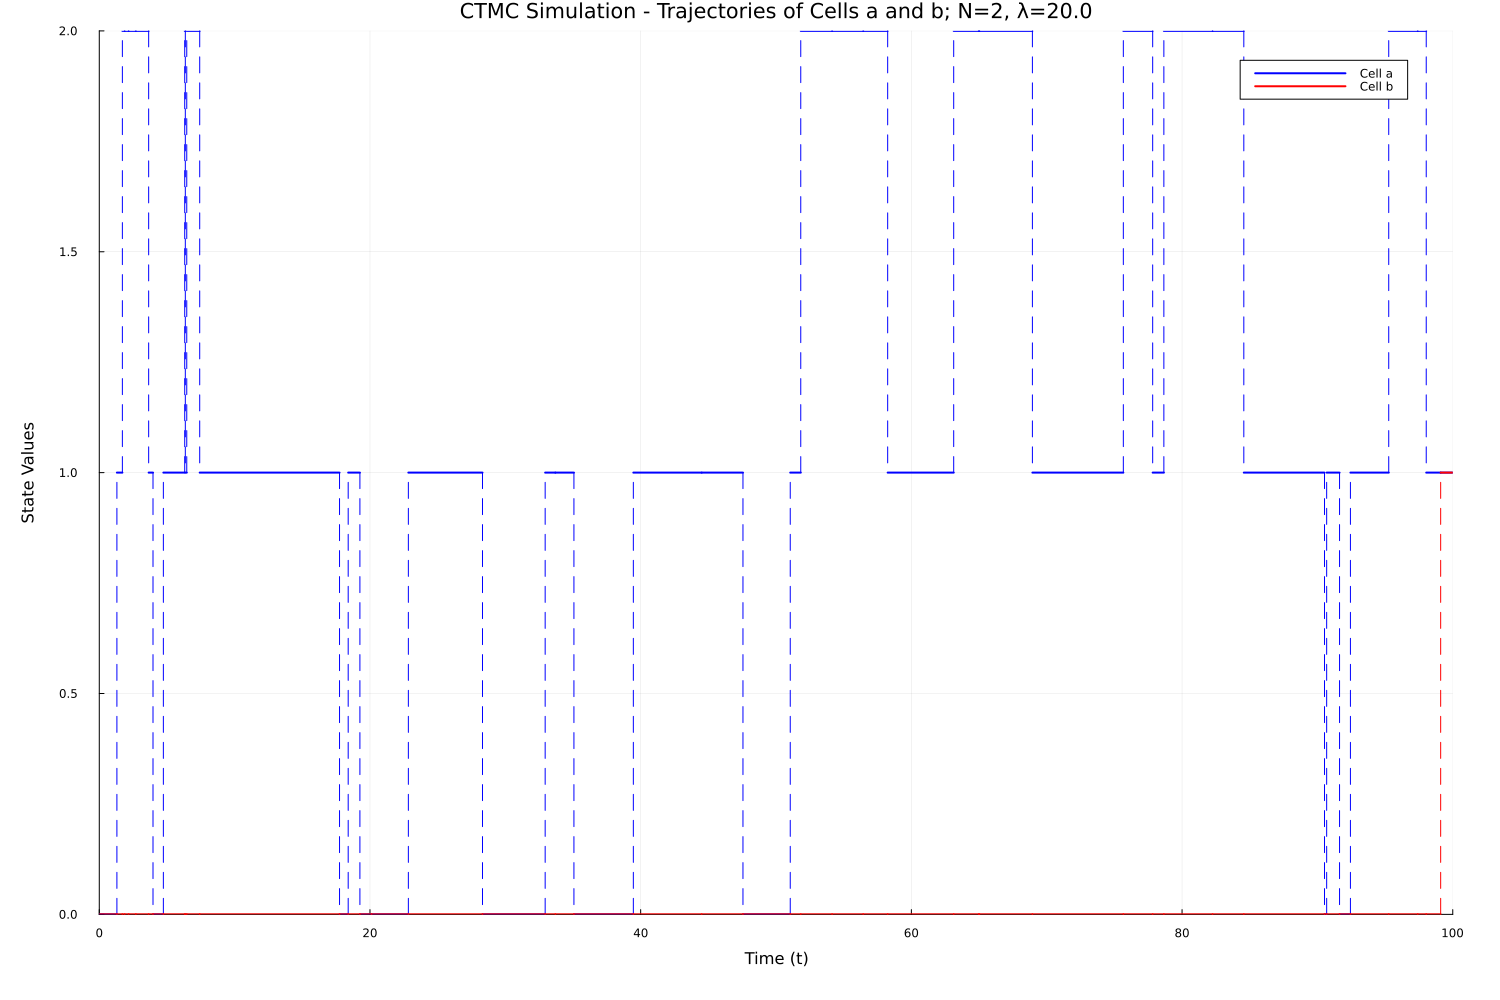 CTMC Simulation - Trajectories of Cells a and b; N=2, λ=20.0
2.0
Cell a
Cell b
1.5
State Values
1.0
0.5
0.0
0 20 40 60 80 100
Time (t)